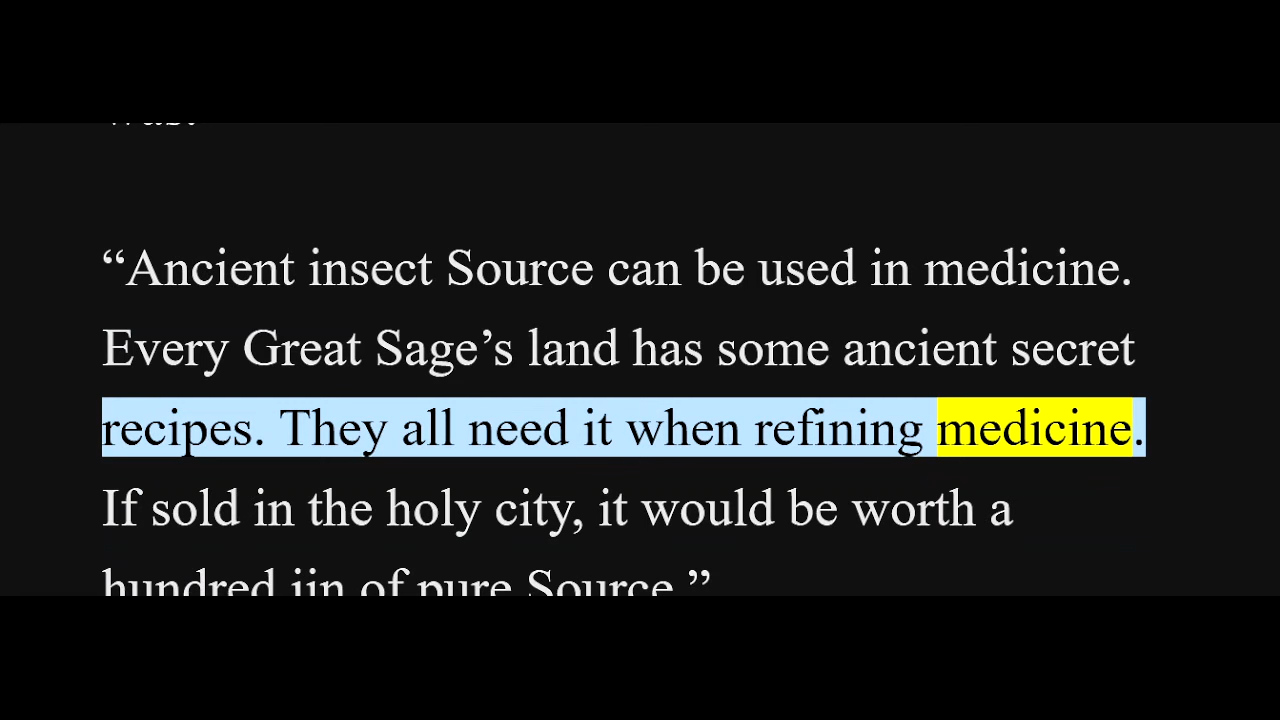 was.
“Ancient insect Source can be used in medicine.
Every Great Sage’s land has some ancient secret
recipes. They all need it when refining medicine.
If sold in the holy city, it would be worth a
hundred jin of pure Source.”